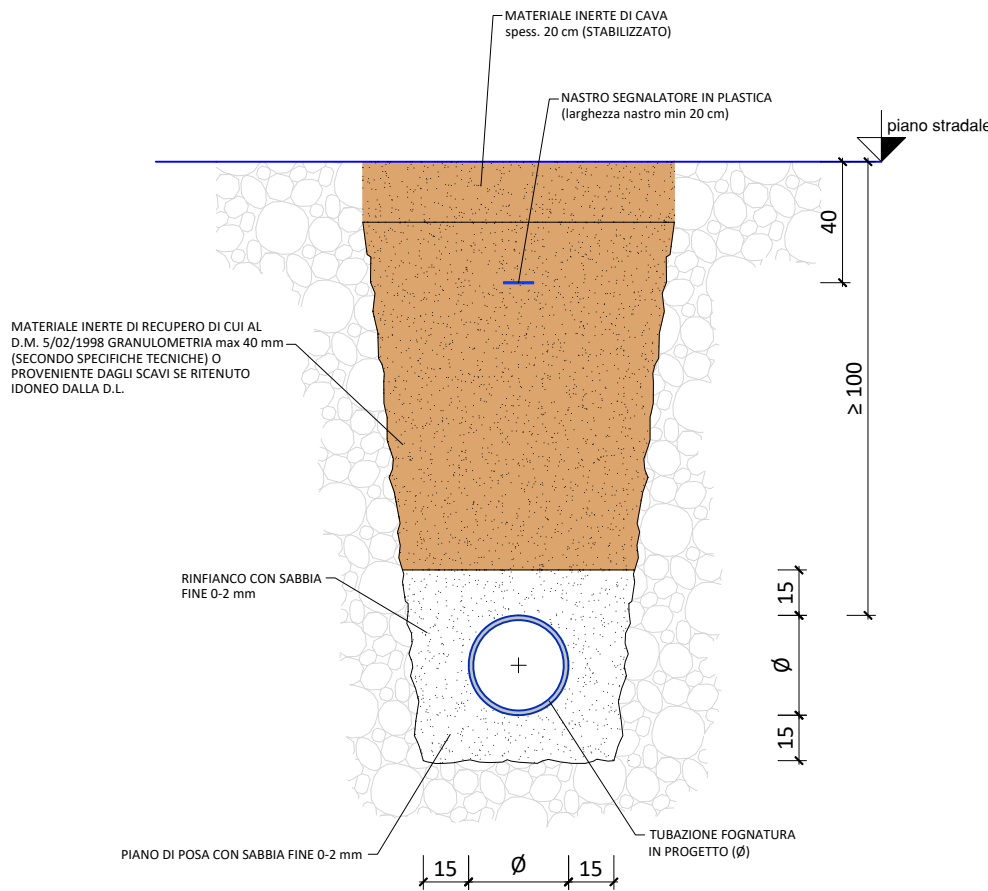 MATERIALE INERTE DI CAVA
spess. 20 cm (STABILIZZATO)
NASTRO SEGNALATORE IN PLASTICA
(larghezza nastro min 20 cm)
piano stradale
40
≥ 100
MATERIALE INERTE DI RECUPERO DI CUI AL
D.M. 5/02/1998 GRANULOMETRIA max 40 mm
(SECONDO SPECIFICHE TECNICHE) O
PROVENIENTE DAGLI SCAVI SE RITENUTO
IDONEO DALLA D.L.
RINFIANCO CON SABBIA
FINE 0-2 mm
15
Ø
15
PIANO DI POSA CON SABBIA FINE 0-2 mm
TUBAZIONE FOGNATURA
IN PROGETTO (Ø)
15 Ø 15